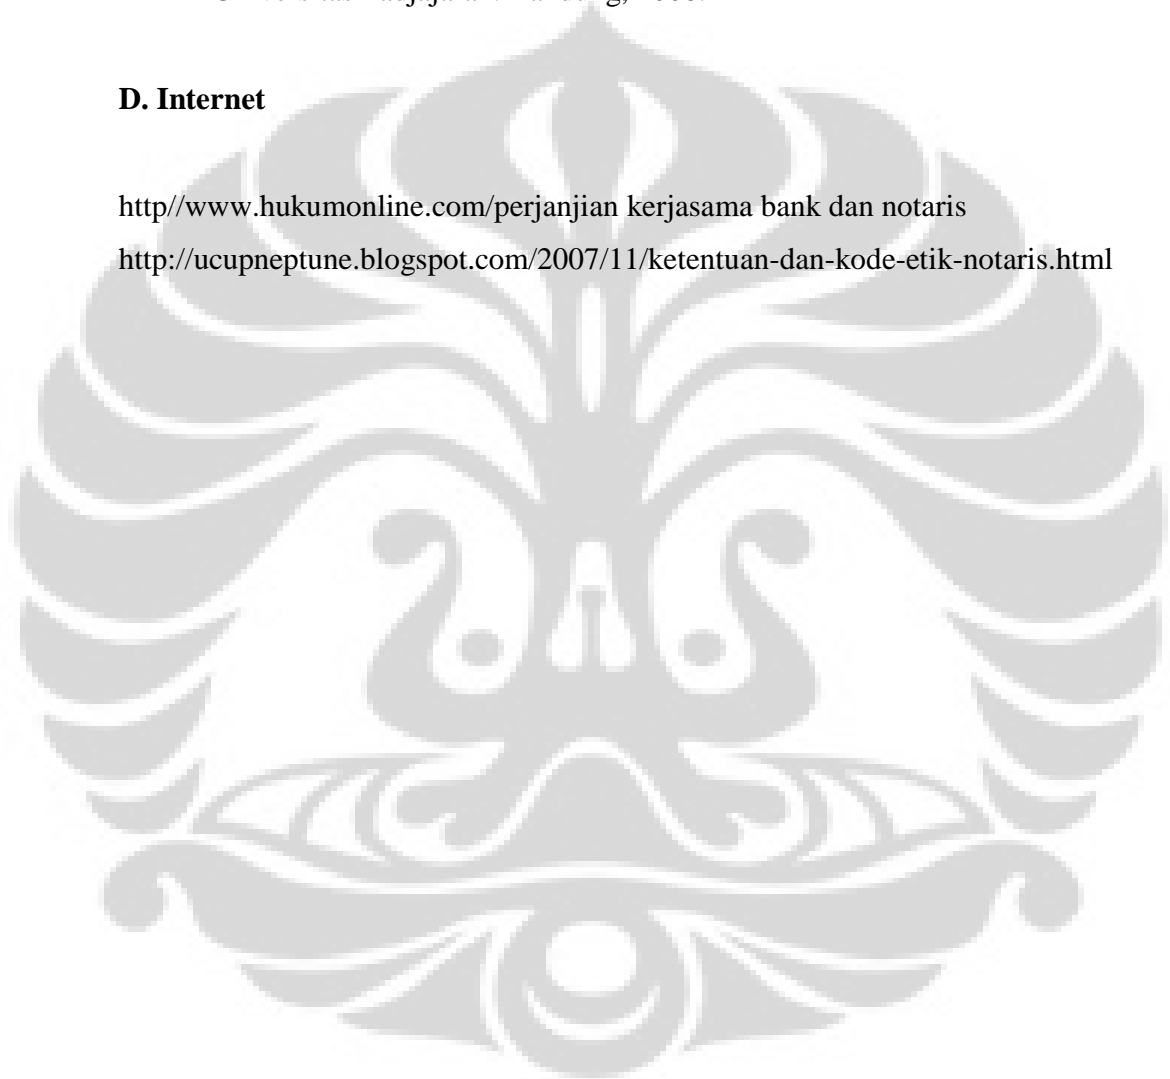 D. Internet
http//www.hukumonline.com/perjanjian kerjasama bank dan notaris
http://ucupneptune.blogspot.com/2007/11/ketentuan-dan-kode-etik-notaris.html